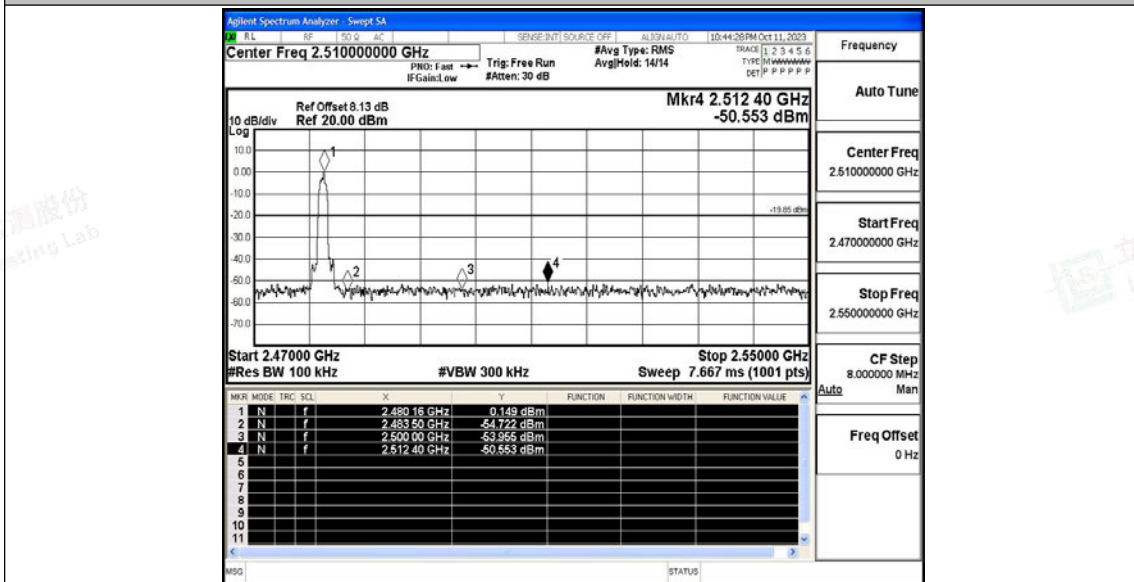 Agilent Spectrum Analyzer - Swept SA
RL RF 50 Ω AC SENSE:INT SOURCE OFF ALIGNAUTO 10:44:28PM Oct 11, 2023
Center Freq 2.510000000 GHz
PNO: Fast
IFGain:Low
Trig: Free Run
#Atten: 30 dB
#Avg Type: RMS
Avg|Hold: 14/14
TRACE 1 2 3 4 5 6
TYPE M
DET P P P P P P
Ref Offset 8.13 dB
Ref 20.00 dBm
10 dB/div
Log
Mkr4 2.512 40 GHz
-50.553 dBm
10.0
0.00
-10.0
-20.0
-30.0
-40.0
-50.0
-60.0
-70.0
-19.85 dBm
1
2
3
4
Start 2.47000 GHz
Stop 2.55000 GHz
#Res BW 100 kHz
#VBW 300 kHz
Sweep 7.667 ms (1001 pts)
MKR MODE TRC SCL X Y FUNCTION FUNCTION WIDTH FUNCTION VALUE
1 N f 2.480 16 GHz 0.149 dBm
2 N f 2.483 50 GHz -54.722 dBm
3 N f 2.500 00 GHz -53.955 dBm
4 N f 2.512 40 GHz -50.553 dBm
5
6
7
8
9
10
11
MSG
STATUS
Frequency
Auto Tune
Center Freq
2.510000000 GHz
Start Freq
2.470000000 GHz
Stop Freq
2.550000000 GHz
CF Step
8.000000 MHz
Auto Man
Freq Offset
0 Hz
测股份
sting Lab
立